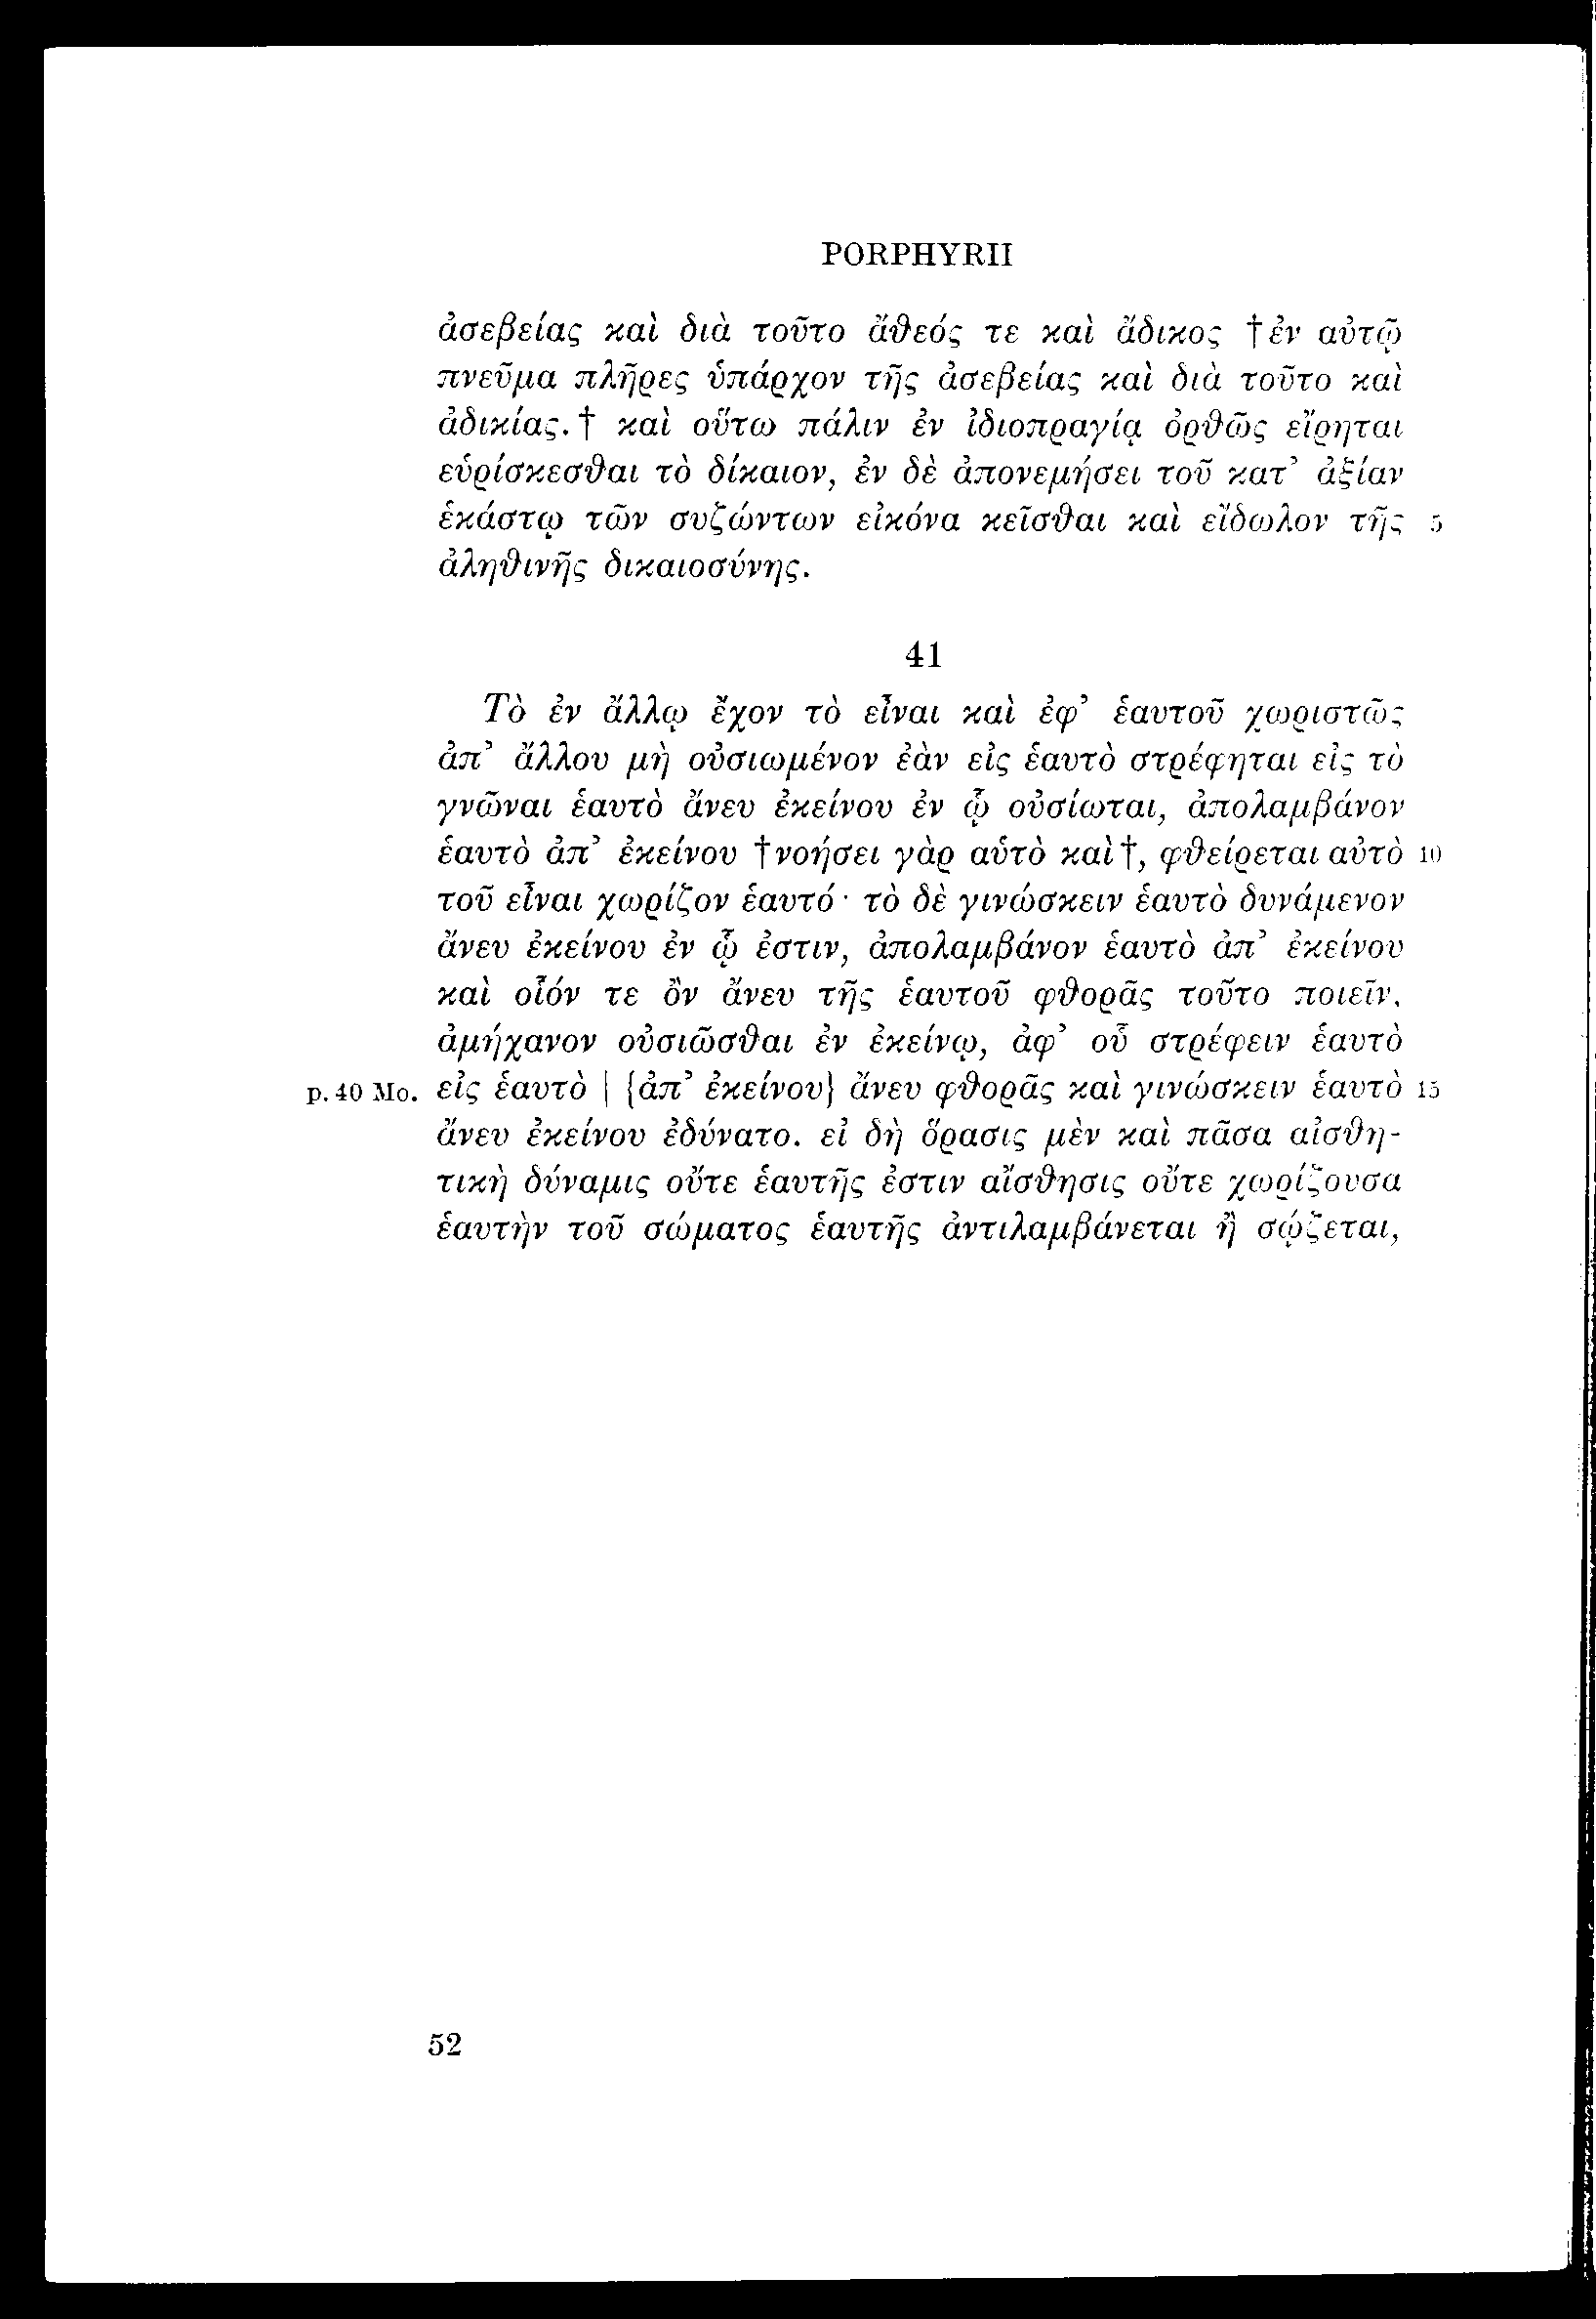 PORPHYRII
ἀσεβείας καὶ διὰ τοῦτο ἄθεός τε καὶ ἄδικος †ἐν αὐτῷ
πνεῦμα πλῆρες ὑπάρχον τῆς ἀσεβείας καὶ διὰ τοῦτο καὶ
ἀδικίας.† καὶ οὕτω πάλιν ἐν ἰδιοπραγίᾳ ὀρθῶς εἴρηται
εὑρίσκεσθαι τὸ δίκαιον, ἐν δὲ ἀπονεμήσει τοῦ κατ’ ἀξίαν
ἑκάστῳ τῶν συζώντων εἰκόνα κεῖσθαι καὶ εἴδωλον τῆς 5
ἀληθινῆς δικαιοσύνης.
41
Τὸ ἐν ἄλλῳ ἔχον τὸ εἶναι καὶ ἐφ’ ἑαυτοῦ χωριστῶς
ἀπ’ ἄλλου μὴ οὐσιωμένον ἐὰν εἰς ἑαυτὸ στρέφηται εἰς τὸ
γνῶναι ἑαυτὸ ἄνευ ἐκείνου ἐν ᾧ οὐσίωται, ἀπολαμβάνον
ἑαυτὸ ἀπ’ ἐκείνου †νοήσει γὰρ αὑτὸ καὶ†, φθείρεται αὐτὸ 10
τοῦ εἶναι χωρίζον ἑαυτό· τὸ δὲ γινώσκειν ἑαυτὸ δυνάμενον
ἄνευ ἐκείνου ἐν ᾧ ἐστιν, ἀπολαμβάνον ἑαυτὸ ἀπ’ ἐκείνου
καὶ οἷόν τε ὂν ἄνευ τῆς ἑαυτοῦ φθορᾶς τοῦτο ποιεῖν,
ἀμήχανον οὐσιῶσθαι ἐν ἐκείνῳ, ἀφ’ οὗ στρέφειν ἑαυτὸ
p. 40 Mo. εἰς ἑαυτὸ | {ἀπ’ ἐκείνου} ἄνευ φθορᾶς καὶ γινώσκειν ἑαυτὸ 15
ἄνευ ἐκείνου ἐδύνατο. εἰ δὴ ὅρασις μὲν καὶ πᾶσα αἰσθη-
τικὴ δύναμις οὔτε ἑαυτῆς ἐστιν αἴσθησις οὔτε χωρίζουσα
ἑαυτὴν τοῦ σώματος ἑαυτῆς ἀντιλαμβάνεται ἢ σῴζεται,
52